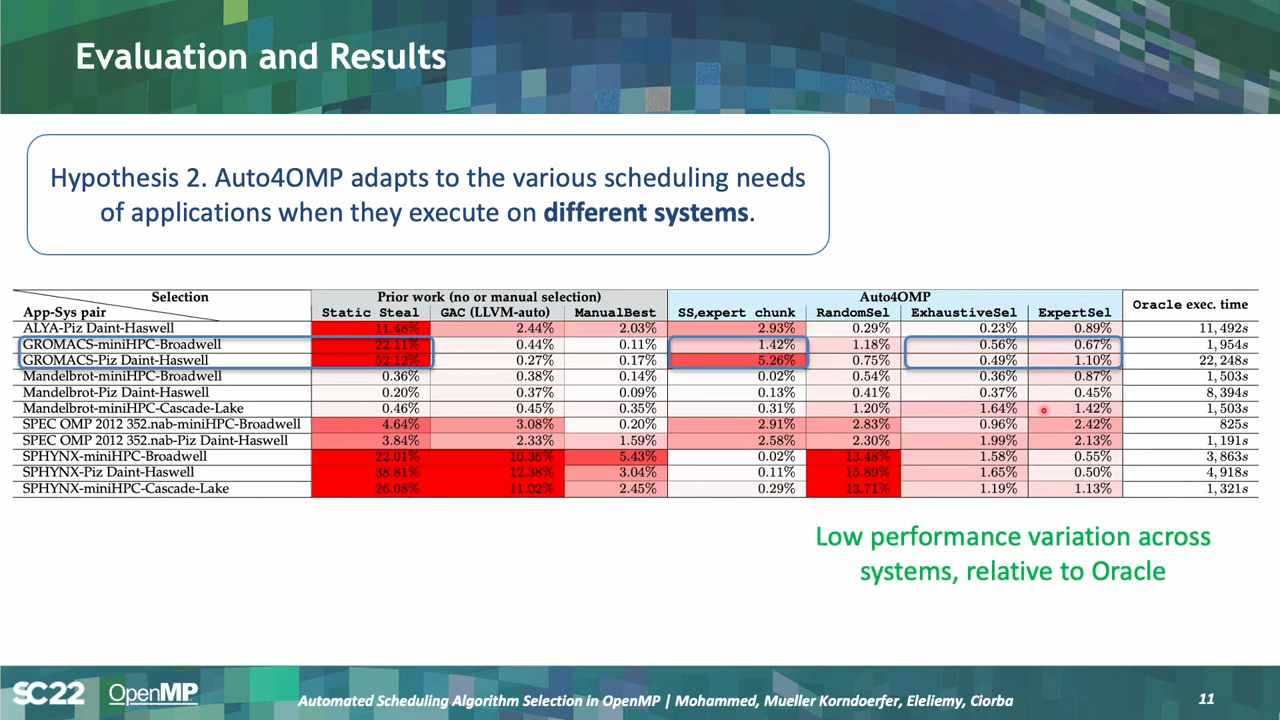 Evaluation and Results
Hypothesis 2. Auto4OMP adapts to the various scheduling needs
of applications when they execute on different systems.
Selection Prior work (no or manual selection) Auto4OMP Oracle exec. time
App-Sys pair Static Steal GAC (LLVM-auto) ManualBest SS,expert chunk RandomSel ExhaustiveSel ExpertSel
ALYA-Piz Daint-Haswell 11.48% 2.44% 2.03% 2.93% 0.29% 0.23% 0.89% 11,492s
GROMACS-miniHPC-Broadwell 22.11% 0.44% 0.11% 1.42% 1.18% 0.56% 0.67% 1,954s
GROMACS-Piz Daint-Haswell 52.12% 0.27% 0.17% 5.26% 0.75% 0.49% 1.10% 22,248s
Mandelbrot-miniHPC-Broadwell 0.36% 0.38% 0.14% 0.02% 0.54% 0.36% 0.87% 1,503s
Mandelbrot-Piz Daint-Haswell 0.20% 0.37% 0.09% 0.13% 0.41% 0.37% 0.45% 8,394s
Mandelbrot-miniHPC-Cascade-Lake 0.46% 0.45% 0.35% 0.31% 1.20% 1.64% 1.42% 1,503s
SPEC OMP 2012 352.nab-miniHPC-Broadwell 4.64% 3.08% 0.20% 2.91% 2.83% 0.96% 2.42% 825s
SPEC OMP 2012 352.nab-Piz Daint-Haswell 3.84% 2.33% 1.59% 2.58% 2.30% 1.99% 2.13% 1,191s
SPHYNX-miniHPC-Broadwell 22.01% 10.36% 5.43% 0.02% 13.48% 1.58% 0.55% 3,863s
SPHYNX-Piz Daint-Haswell 38.81% 12.38% 3.04% 0.11% 15.89% 1.65% 0.50% 4,918s
SPHYNX-miniHPC-Cascade-Lake 26.08% 11.02% 2.45% 0.29% 13.71% 1.19% 1.13% 1,321s
Low performance variation across
systems, relative to Oracle
SC22 OpenMP Automated Scheduling Algorithm Selection in OpenMP | Mohammed, Mueller Korndoerfer, Eleliemy, Ciorba 11